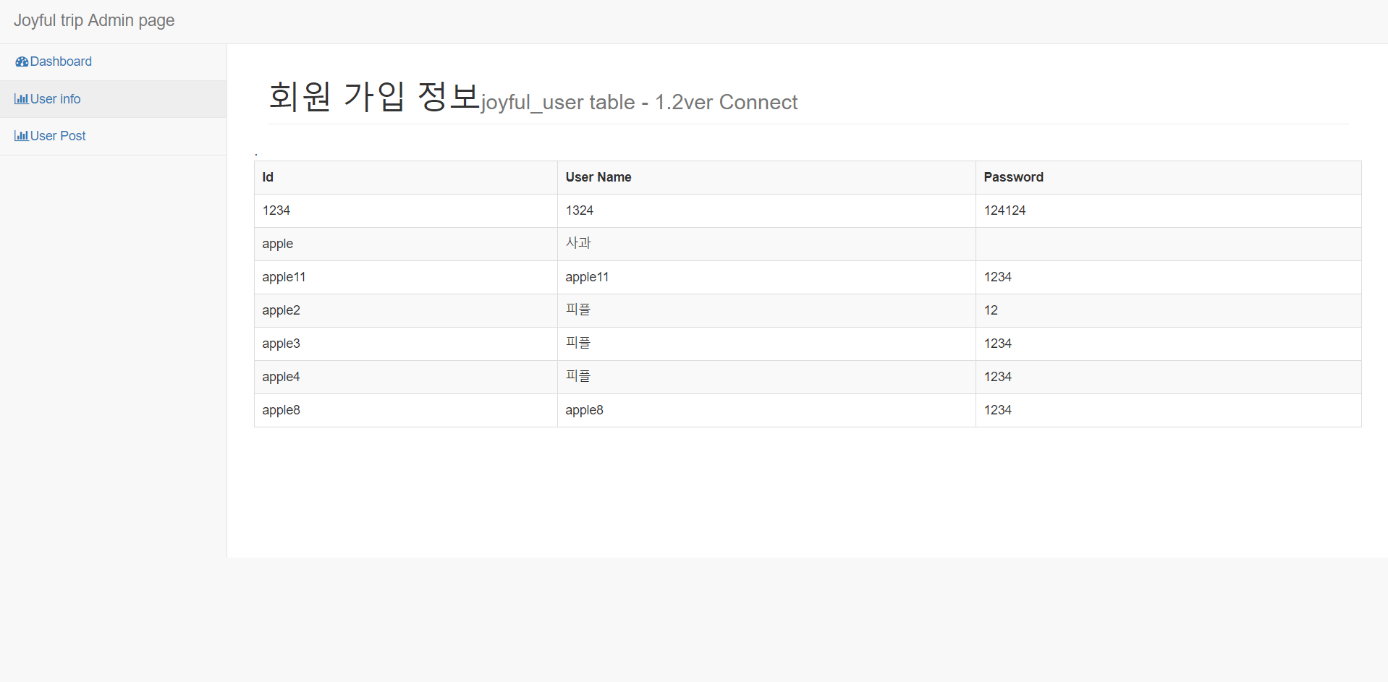 Joyful trip Admin page
Dashboard
User info
User Post
회원 가입 정보joyful_user table - 1.2ver Connect
.
Id User Name Password
1234 1324 124124
apple 사과
apple11 apple11 1234
apple2 피플 12
apple3 피플 1234
apple4 피플 1234
apple8 apple8 1234